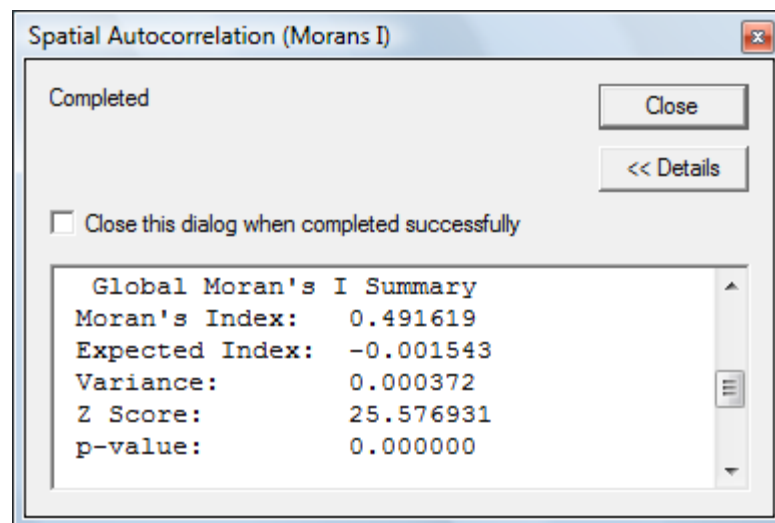 Spatial Autocorrelation (Morans I)
Completed
Close
<< Details
Close this dialog when completed successfully
Global Moran's I Summary
Moran's Index: 0.491619
Expected Index: -0.001543
Variance: 0.000372
Z Score: 25.576931
p-value: 0.000000